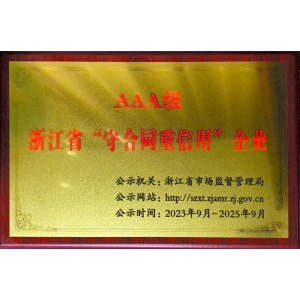 AAA级
浙江省“守合同重信用”企业
公示机关：浙江省市场监督管理局
公示网站：http://szxt.zjamr.zj.gov.cn
公示时间：2023年9月-2025年9月